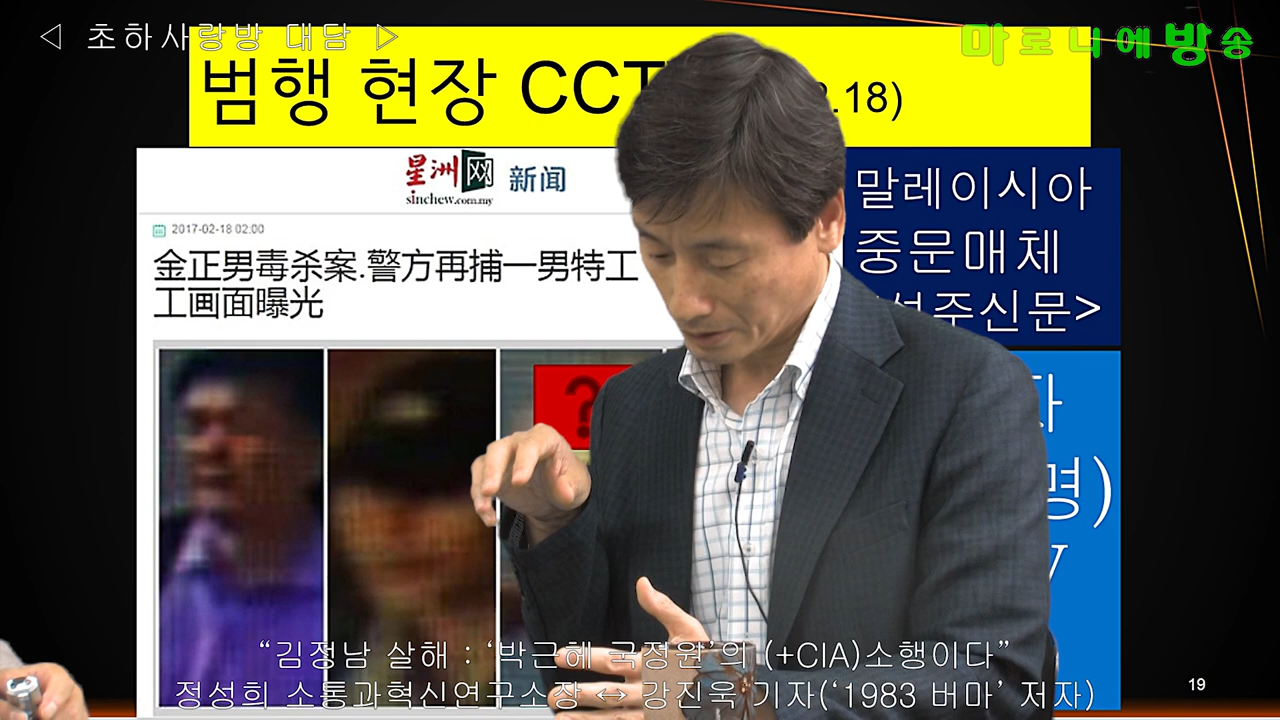 ◁ 초하사랑방 대담 ▷
마로니에방송
범행 현장 CCT .18)
星洲网 新闻
sinchew.com.my
2017-02-18 02:00
金正男毒杀案.警方再捕一男特工
工画面曝光
?
말레이시아
중문매체
성주신문>
자
명)
V
“김정남 살해 : ‘박근혜 국정원’의 (+CIA)소행이다”
정성희 소통과혁신연구소장 ↔ 강진욱 기자(‘1983 버마’ 저자)
19